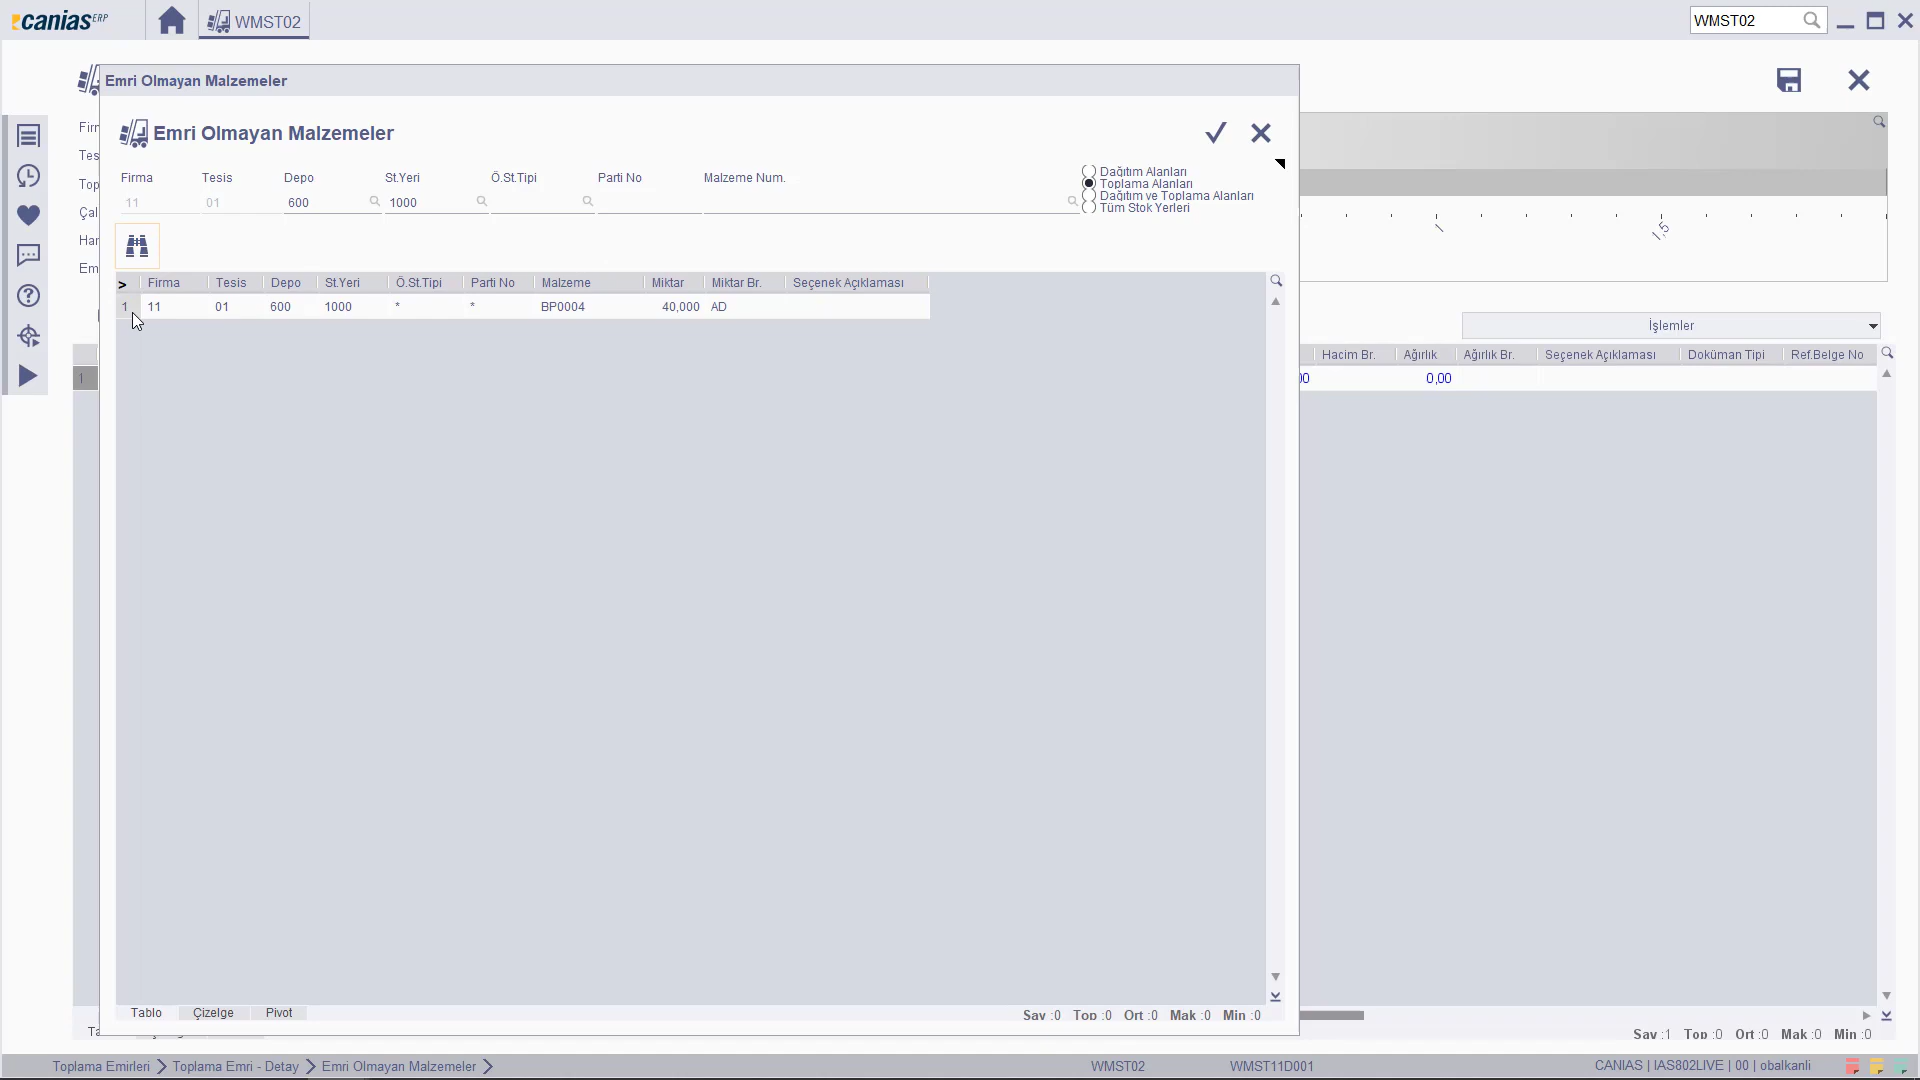 canias ERP
WMST02
WMST02
Emri Olmayan Malzemeler
Emri Olmayan Malzemeler
Firma Tesis Depo St.Yeri Ö.St.Tipi Parti No Malzeme Num.
11 01 600 1000
Dağıtım Alanları
Toplama Alanları
Dağıtım ve Toplama Alanları
Tüm Stok Yerleri
1 1,5
> Firma Tesis Depo St.Yeri Ö.St.Tipi Parti No Malzeme Miktar Miktar Br. Seçenek Açıklaması
1 11 01 600 1000 * * BP0004 40,000 AD
İşlemler
Hacim Br. Ağırlık Ağırlık Br. Seçenek Açıklaması Doküman Tipi Ref.Belge No
1 0,00
Tablo Çizelge Pivot
Say :0 Top :0 Ort :0 Mak :0 Min :0
Say :1 Top :0 Ort :0 Mak :0 Min :0
Toplama Emirleri Toplama Emri - Detay Emri Olmayan Malzemeler WMST02 WMST11D001 CANIAS | IAS802LIVE | 00 | obalkanli